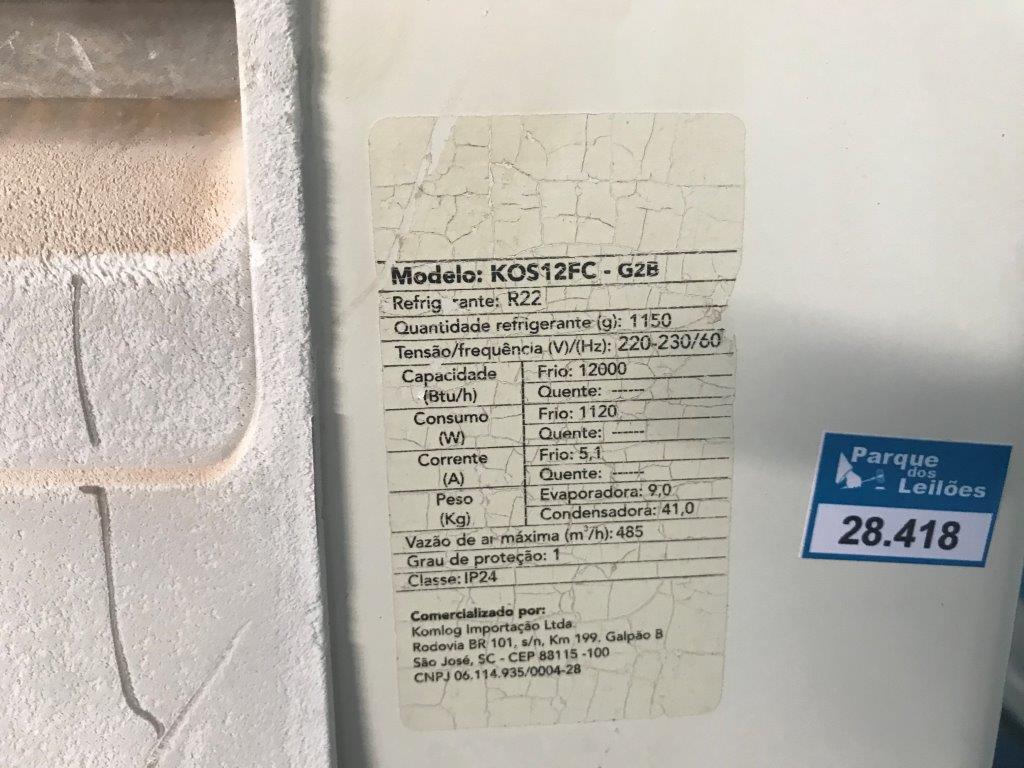 Modelo: KOS12FC - G2B
Refrig ante: R22
Quantidade refrigerante (g): 1150
Tensão/frequência (V)/(Hz): 220-230/60
Capacidade (Btu/h)
Frio: 12000
Quente: ------
Consumo (W)
Frio: 1120
Quente: ------
Corrente (A)
Frio: 5,1
Quente: ------
Peso (Kg)
Evaporadora: 9,0
Condensadora: 41,0
Vazão de ar máxima (m³/h): 485
Grau de proteção: 1
Classe: IP24
Comercializado por:
Komlog Importação Ltda.
Rodovia BR 101, s/n, Km 199. Galpão B
São José, SC - CEP 88115 -100
CNPJ 06.114.935/0004-28
Parque
dos
Leilões
28.418